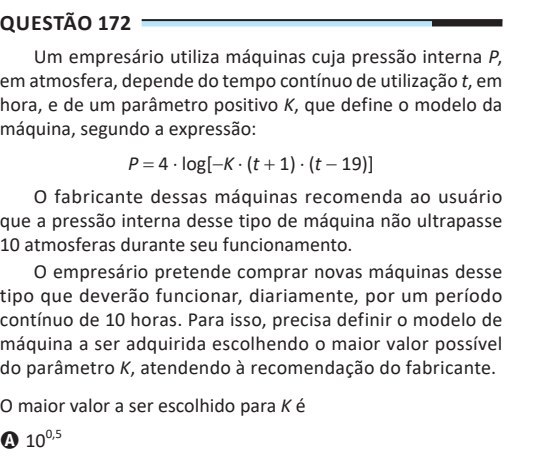 QUESTÃO 172
Um empresário utiliza máquinas cuja pressão interna P,
em atmosfera, depende do tempo contínuo de utilização t, em
hora, e de um parâmetro positivo K, que define o modelo da
máquina, segundo a expressão:
P = 4 · log[−K · (t + 1) · (t − 19)]
O fabricante dessas máquinas recomenda ao usuário
que a pressão interna desse tipo de máquina não ultrapasse
10 atmosferas durante seu funcionamento.
O empresário pretende comprar novas máquinas desse
tipo que deverão funcionar, diariamente, por um período
contínuo de 10 horas. Para isso, precisa definir o modelo de
máquina a ser adquirida escolhendo o maior valor possível
do parâmetro K, atendendo à recomendação do fabricante.
O maior valor a ser escolhido para K é
A 10^0,5